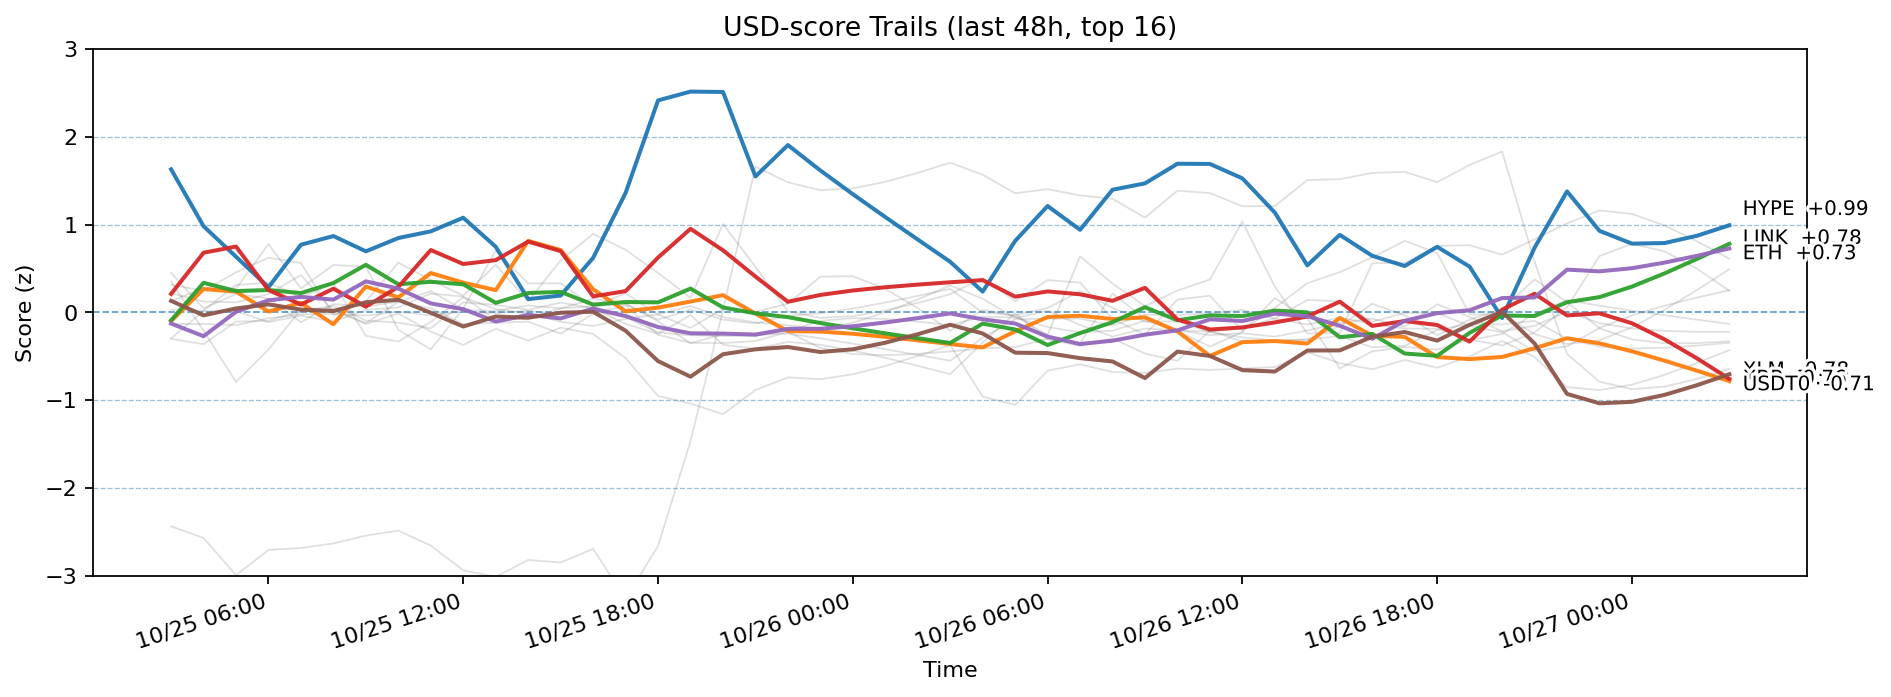 USD-score Trails (last 48h, top 16)
Score (z)
3
2
1
0
−1
−2
−3
HYPE +0.99
LINK +0.78
ETH +0.73
USDT0 -0.71
10/25 06:00
10/25 12:00
10/25 18:00
10/26 00:00
10/26 06:00
10/26 12:00
10/26 18:00
10/27 00:00
Time